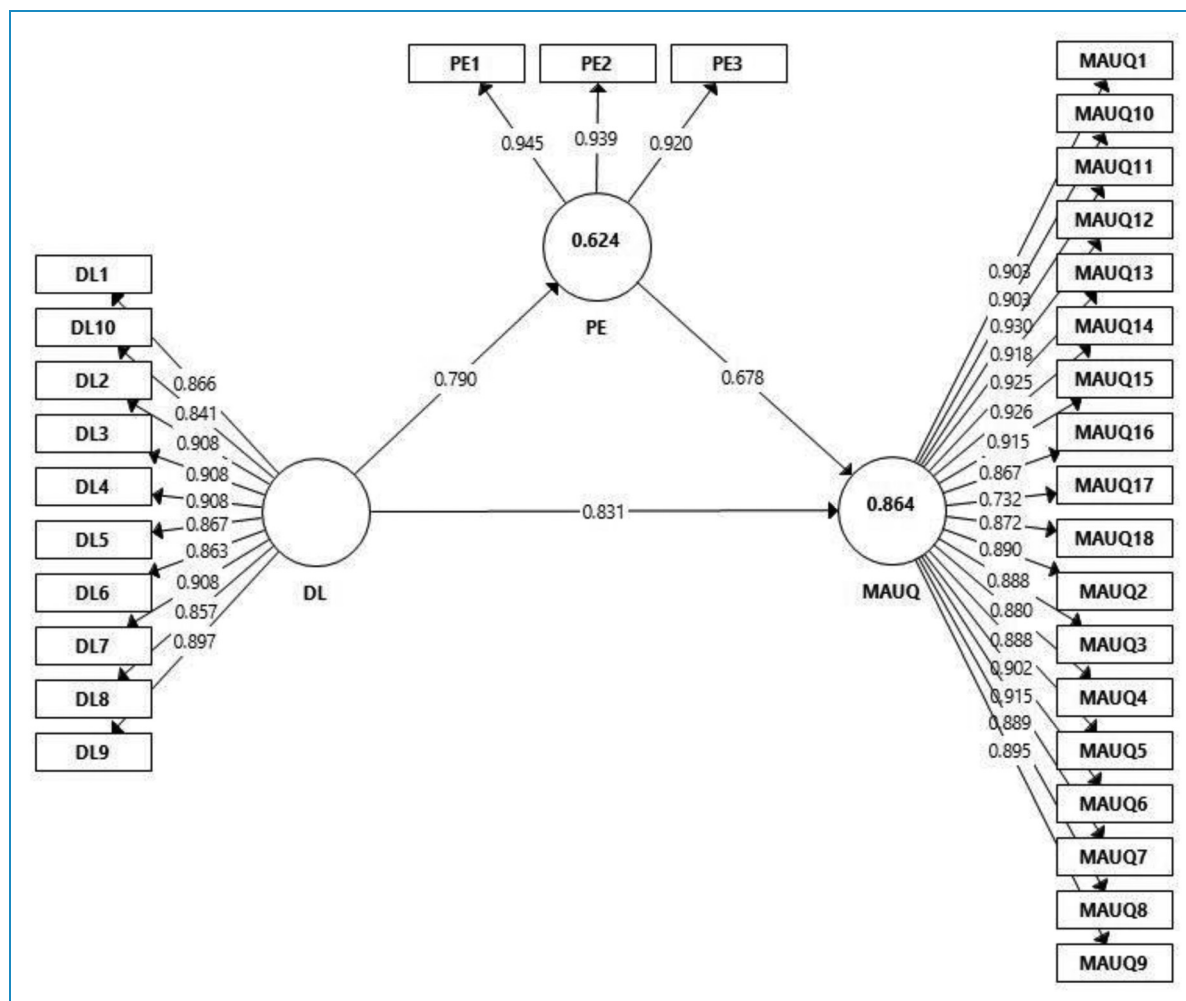 PE1 PE2 PE3
0.945 0.939 0.920
0.624
PE
DL1
DL10
DL2
DL3
DL4
DL5
DL6
DL7
DL8
DL9
0.866
0.841
0.908
0.908
0.908
0.867
0.863
0.908
0.857
0.897
DL
0.790
0.678
0.831
0.864
MAUQ
0.903
0.903
0.930
0.918
0.925
0.926
0.915
0.867
0.732
0.872
0.890
0.888
0.880
0.888
0.902
0.915
0.889
0.895
MAUQ1
MAUQ10
MAUQ11
MAUQ12
MAUQ13
MAUQ14
MAUQ15
MAUQ16
MAUQ17
MAUQ18
MAUQ2
MAUQ3
MAUQ4
MAUQ5
MAUQ6
MAUQ7
MAUQ8
MAUQ9